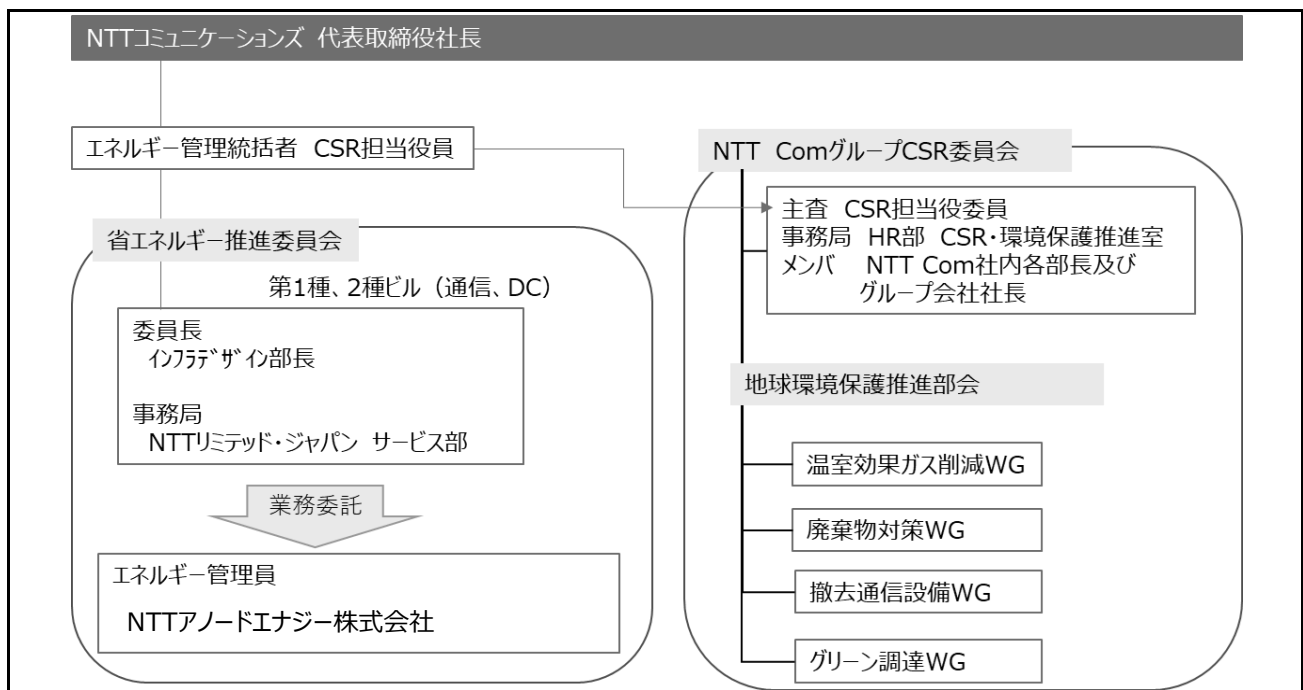 NTTコミュニケーションズ 代表取締役社長
エネルギー管理統括者 CSR担当役員
省エネルギー推進委員会
第1種、2種ビル（通信、DC）
委員長
インフラデザイン部長
事務局
NTTリミテッド・ジャパン サービス部
業務委託
エネルギー管理員
NTTアノードエナジー株式会社
NTT ComグループCSR委員会
主査 CSR担当役委員
事務局 HR部 CSR・環境保護推進室
メンバ NTT Com社内各部長及び
グループ会社社長
地球環境保護推進部会
温室効果ガス削減WG
廃棄物対策WG
撤去通信設備WG
グリーン調達WG